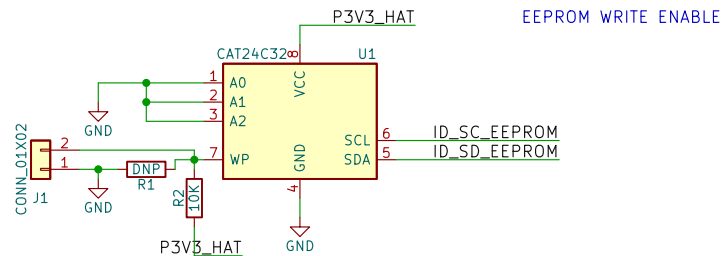 P3V3_HAT
EEPROM WRITE ENABLE
CAT24C32
U1
8
VCC
1
A0
2
A1
3
A2
GND
CONN_01X02
2
1
J1
GND
DNP
R1
7
WP
GND
4
SCL
6
ID_SC_EEPROM
SDA
5
ID_SD_EEPROM
R2
10K
GND
P3V3_HAT